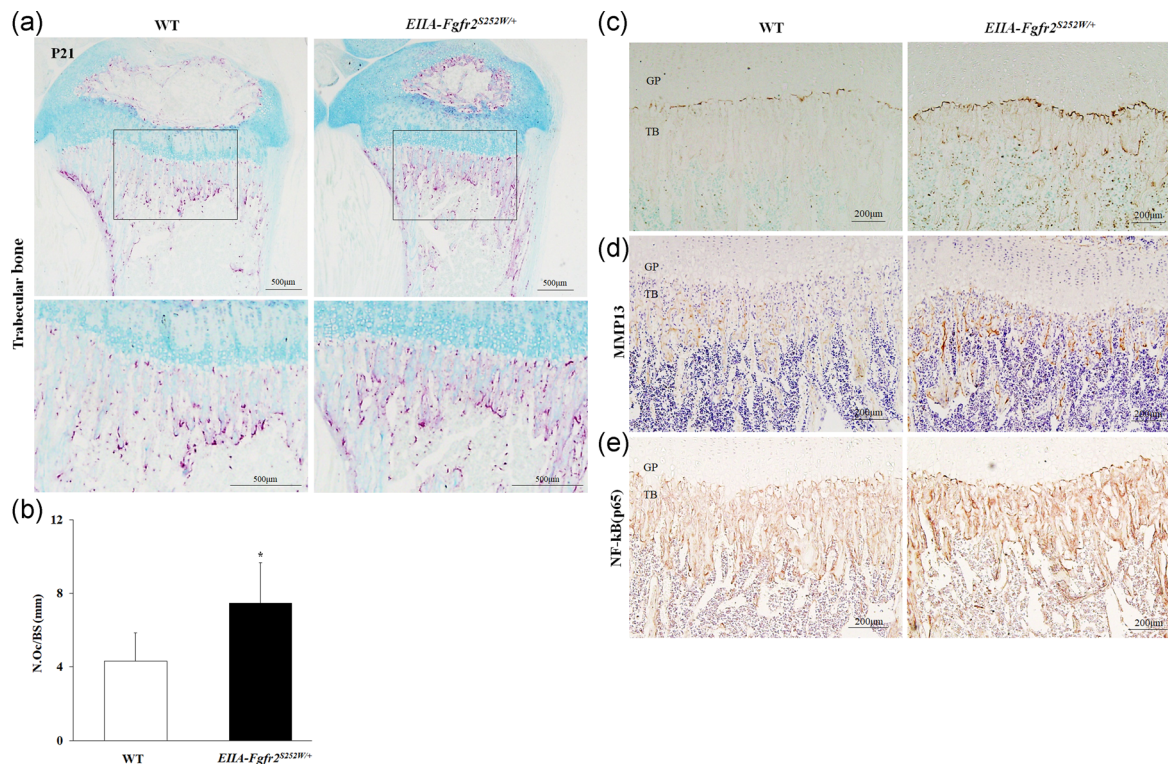 (a)
WT
EIIA-Fgfr2S252W/+
P21
500μm
500μm
Trabecular bone
500μm
500μm
(b)
12
8
4
0
N.Oc/BS (mm)
*
WT
EIIA-Fgfr2S252W/+
(c)
WT
EIIA-Fgfr2S252W/+
GP
TB
200μm
200μm
(d)
MMP13
GP
TB
200μm
200μm
(e)
NF-kB(p65)
GP
TB
200μm
200μm